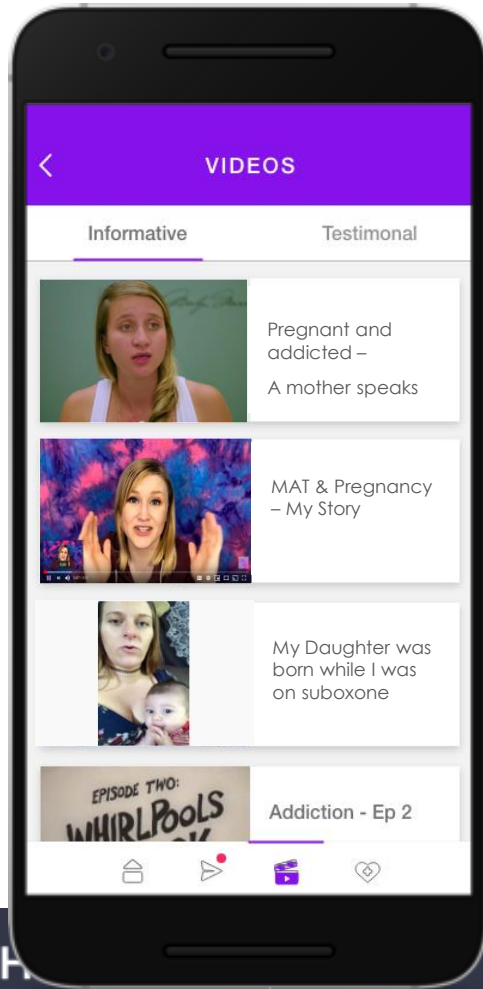 VIDEOS
Informative
Testimonal
Pregnant and
addicted –
A mother speaks
MAT & Pregnancy
– My Story
My Daughter was
born while I was
on suboxone
EPISODE TWO:
WHIRLPOOLS
Addiction - Ep 2
H